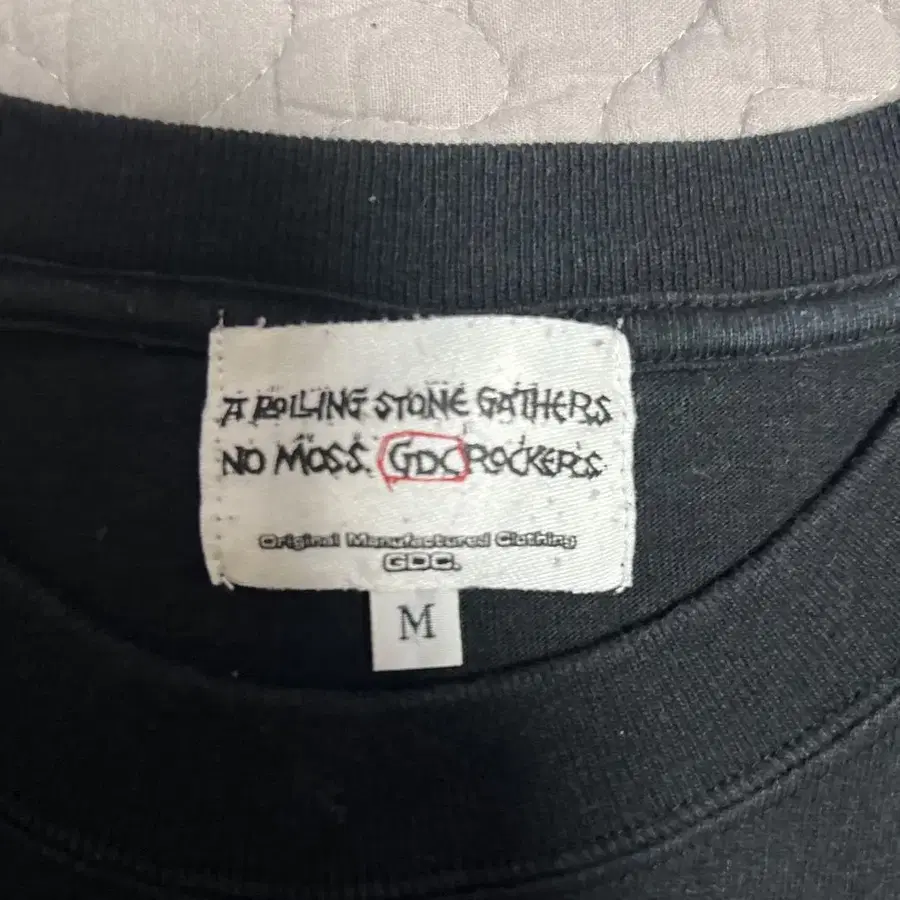 A ROLLING STONE GATHERS
NO MOSS. GDC ROCKERS.
Original Manufactured Clothing
GDC.
M